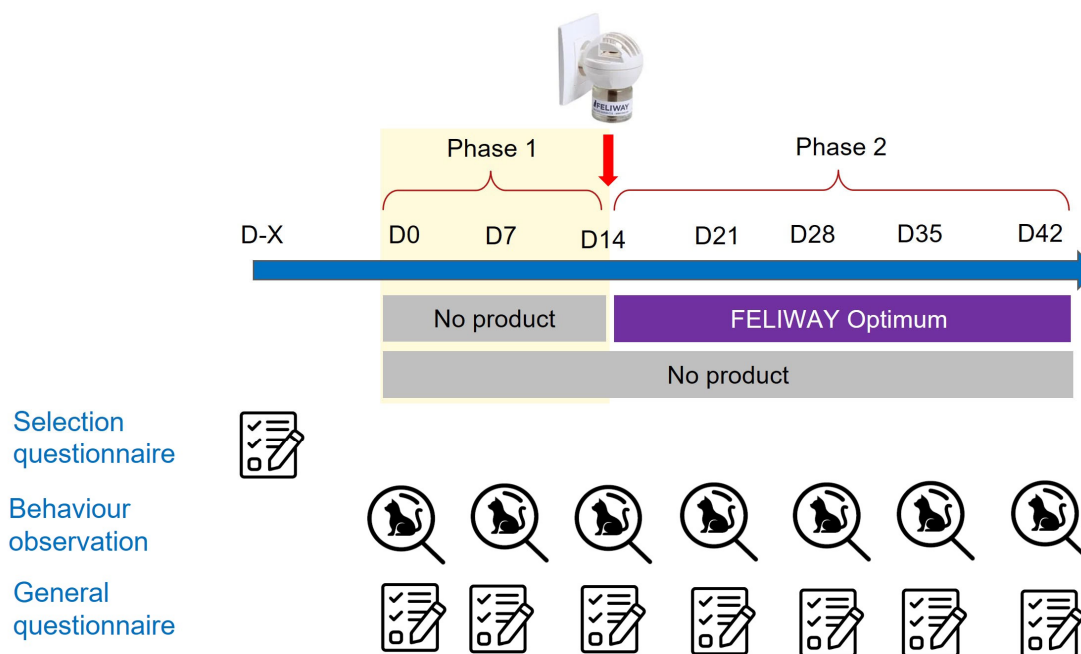 FELIWAY
Phase 1
Phase 2
D-X
D0
D7
D14
D21
D28
D35
D42
No product
FELIWAY Optimum
No product
Selection
questionnaire
Behaviour
observation
General
questionnaire